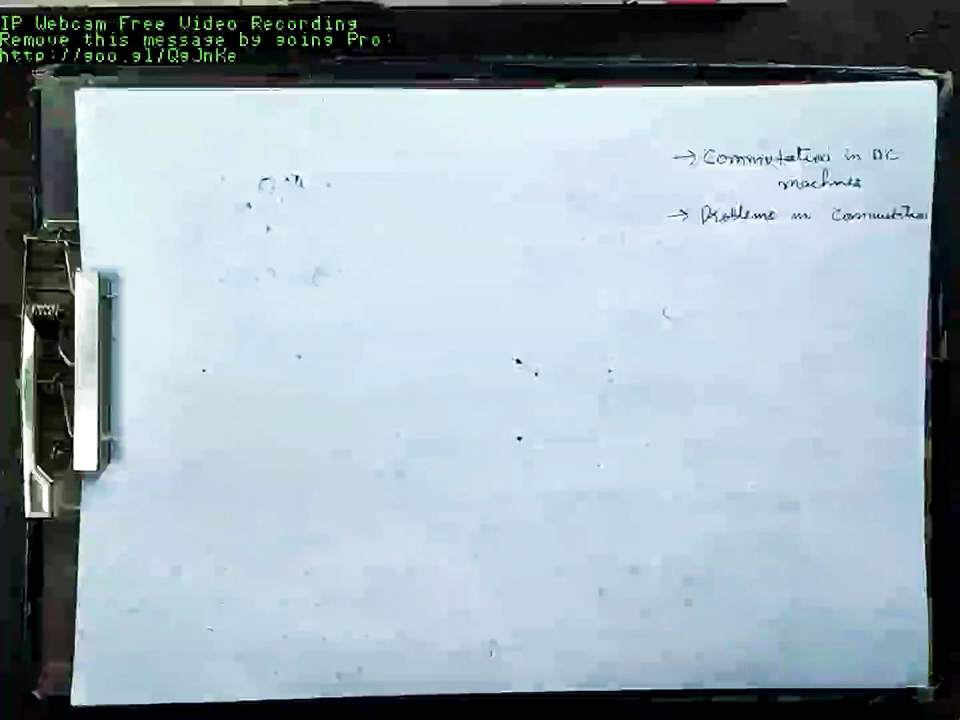 IP Webcam Free Video Recording
Remove this message by going Pro:
http://goo.gl/Q9JnKe
→ Commutation in DC
machines
→ Problems in commutation